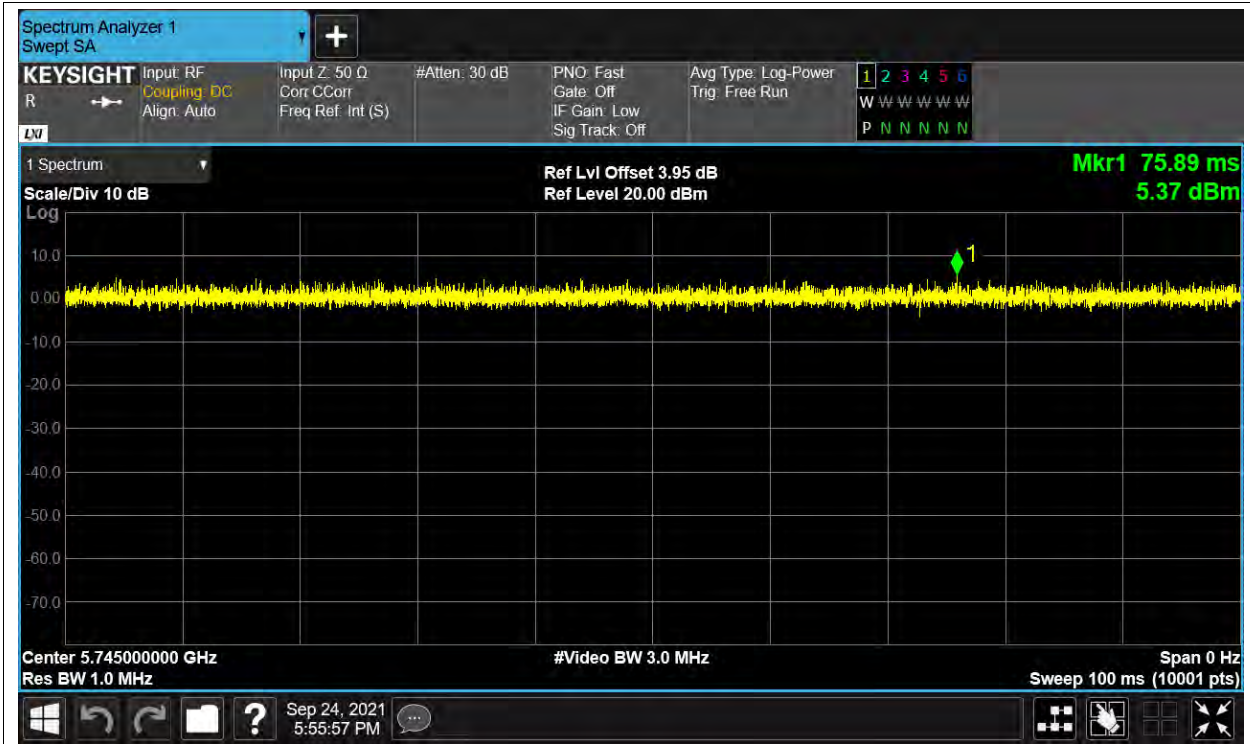 Spectrum Analyzer 1
Swept SA
KEYSIGHT
R
LXI
Input: RF
Coupling: DC
Align: Auto
Input Z: 50 Ω
Corr CCorr
Freq Ref: Int (S)
#Atten: 30 dB
PNO: Fast
Gate: Off
IF Gain: Low
Sig Track: Off
Avg Type: Log-Power
Trig: Free Run
1 2 3 4 5 6
W W W W W W
P N N N N N
1 Spectrum
Scale/Div 10 dB
Log
Ref Lvl Offset 3.95 dB
Ref Level 20.00 dBm
Mkr1 75.89 ms
5.37 dBm
1
10.0
0.00
-10.0
-20.0
-30.0
-40.0
-50.0
-60.0
-70.0
Center 5.745000000 GHz
Res BW 1.0 MHz
#Video BW 3.0 MHz
Span 0 Hz
Sweep 100 ms (10001 pts)
?
Sep 24, 2021
5:55:57 PM